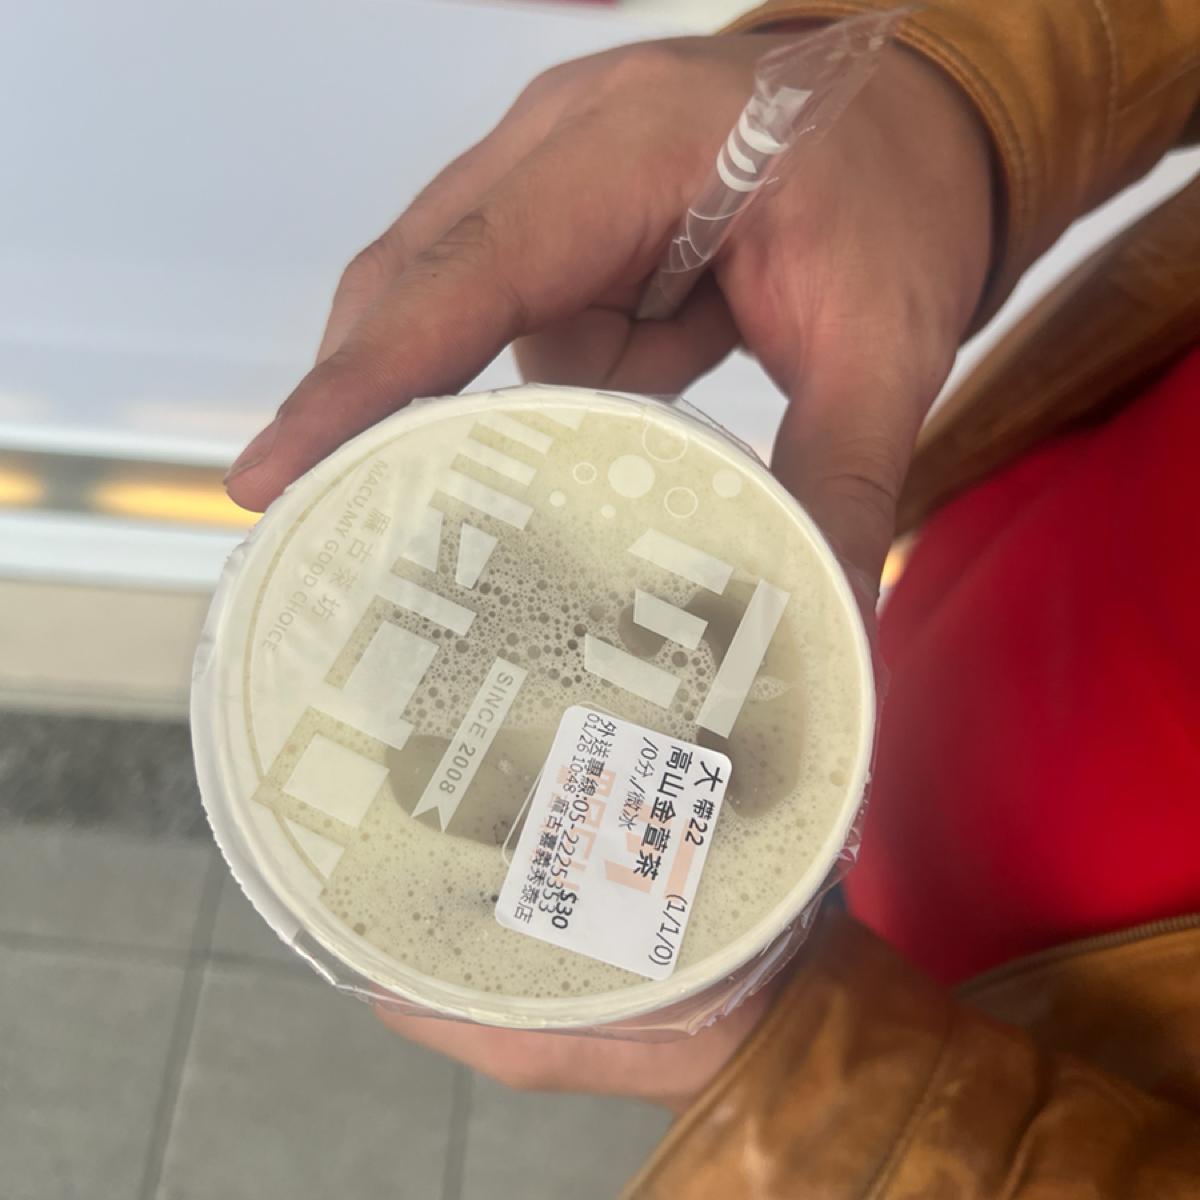 MACU,MY GOOD CHOICE
麻古茶坊
SINCE 2008
大 帶22 (1/1/0)
高山金萱茶
/0分/微冰
$30
外送專線:05-2225353
01/26 10:48 麻古嘉義秀泰店